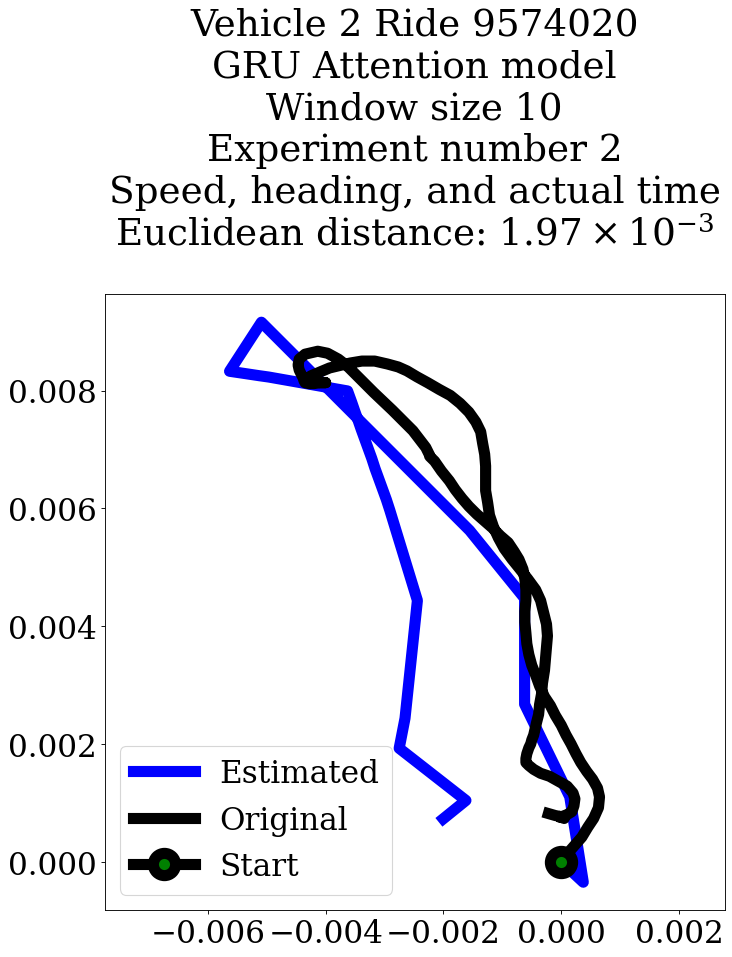 Vehicle 2 Ride 9574020
GRU Attention model
Window size 10
Experiment number 2
Speed, heading, and actual time
Euclidean distance: 1.97 × 10⁻³
0.008
0.006
0.004
0.002
0.000
Estimated
Original
Start
−0.006 −0.004 −0.002 0.000 0.002